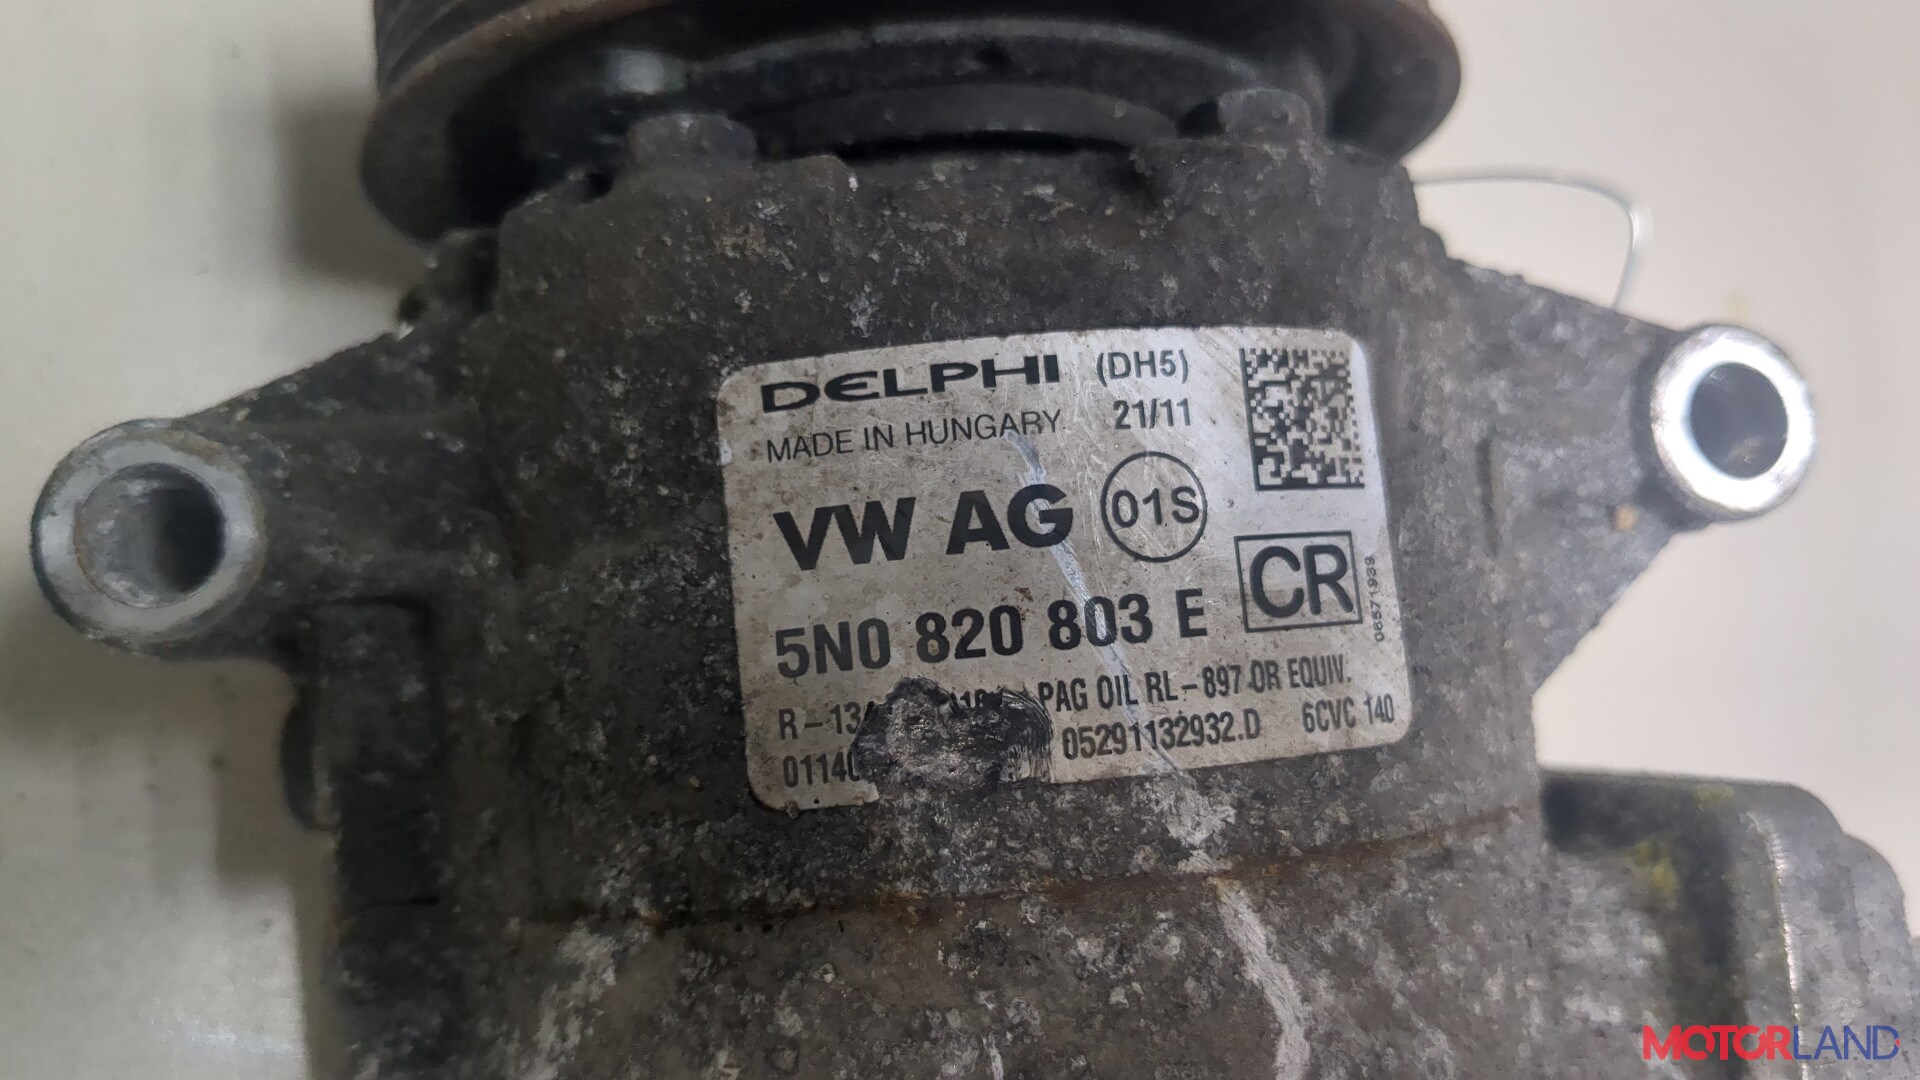 DELPHI (DH5)
MADE IN HUNGARY 21/11
VW AG 01S
CR
5N0 820 803 E
06571939
PAG OIL RL-897 OR EQUIV.
05291132932.D 6CVC 140
MOTORLAND